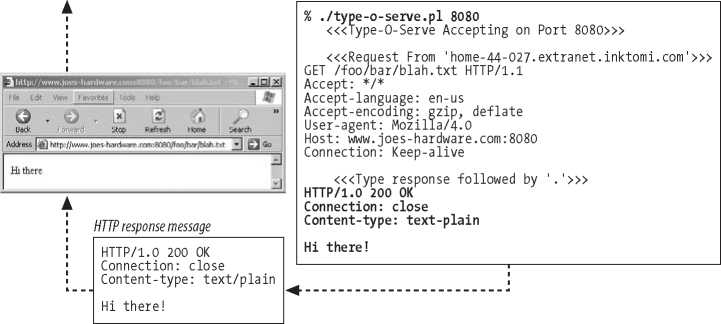 % ./type-o-serve.pl 8080
<<<Type-O-Serve Accepting on Port 8080>>>
<<<Request From 'home-44-027.extranet.inktomi.com'>>>
GET /foo/bar/blah.txt HTTP/1.1
Accept: */*
Accept-language: en-us
Accept-encoding: gzip, deflate
User-agent: Mozilla/4.0
Host: www.joes-hardware.com:8080
Connection: Keep-alive
<<<Type response followed by '.'>>>
HTTP/1.0 200 OK
Connection: close
Content-type: text-plain
Hi there!
http://www.joes-hardware.com:8080/foo/bar/blah.txt
File Edit View Favorites Tools Help
Back Forward Stop Refresh Home Search
Address http://www.joes-hardware.com:8080/foo/bar/blah.txt Go
Hi there
HTTP response message
HTTP/1.0 200 OK
Connection: close
Content-type: text/plain
Hi there!